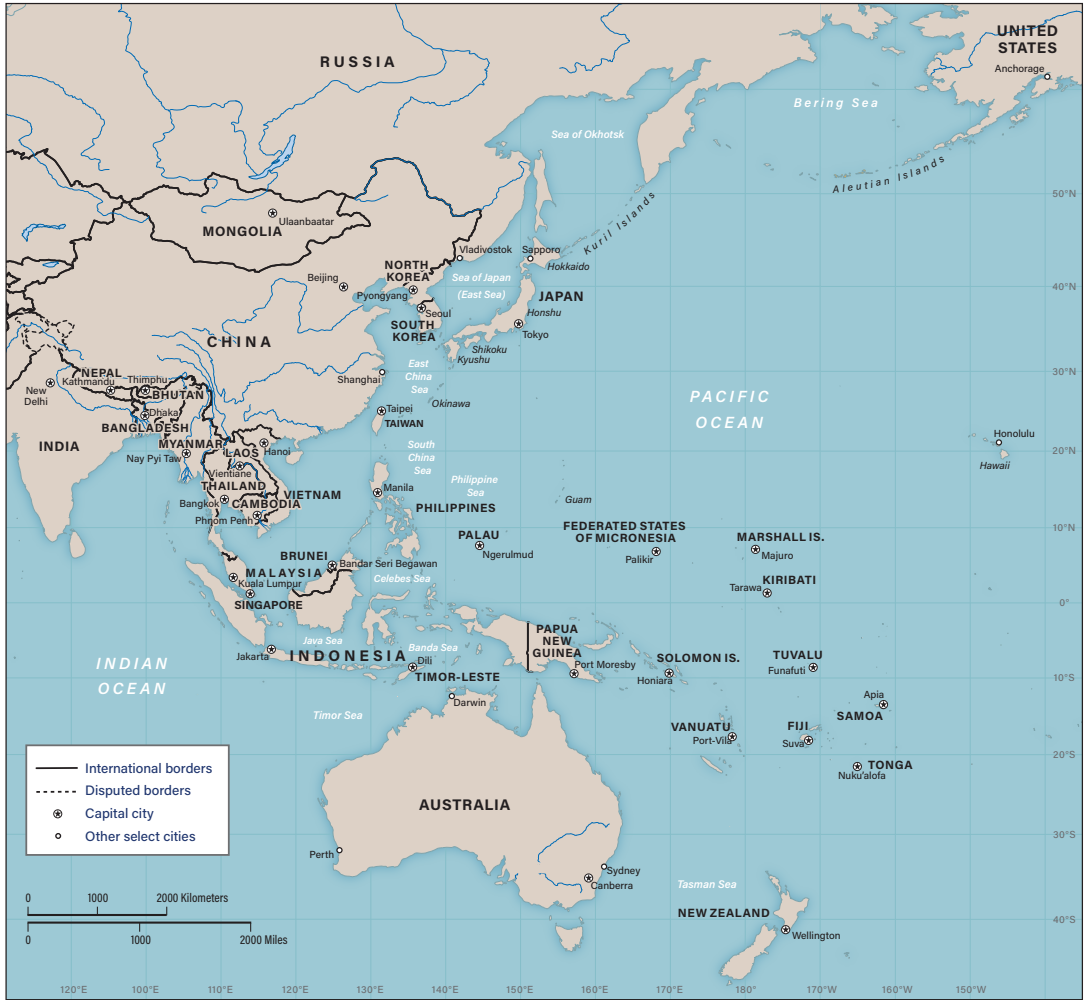 UNITED
STATES
Anchorage
RUSSIA
Bering Sea
Sea of Okhotsk
Aleutian Islands
50°N
Kuril Islands
Ulaanbaatar
MONGOLIA
Vladivostok
Sapporo
Hokkaido
NORTH
KOREA
Beijing
Pyongyang
Sea of Japan
(East Sea)
40°N
JAPAN
Honshu
Seoul
SOUTH
KOREA
Tokyo
CHINA
Shikoku
Kyushu
East
China
Sea
30°N
Shanghai
NEPAL
Kathmandu
Thimphu
BHUTAN
New
Delhi
PACIFIC
OCEAN
Okinawa
Taipei
TAIWAN
Dhaka
BANGLADESH
INDIA
MYANMAR
LAOS
Hanoi
Nay Pyi Taw
Vientiane
South
China
Sea
Honolulu
Hawaii
20°N
THAILAND
VIETNAM
Bangkok
CAMBODIA
Phnom Penh
Manila
Philippine
Sea
Guam
PHILIPPINES
10°N
PALAU
Ngerulmud
FEDERATED STATES
OF MICRONESIA
Palikir
MARSHALL IS.
Majuro
BRUNEI
Bandar Seri Begawan
MALAYSIA
Kuala Lumpur
Celebes Sea
SINGAPORE
KIRIBATI
Tarawa
0°
Java Sea
Jakarta
INDONESIA
Banda Sea
Dili
TIMOR-LESTE
PAPUA
NEW
GUINEA
Port Moresby
SOLOMON IS.
Honiara
TUVALU
Funafuti
10°S
INDIAN
OCEAN
Timor Sea
Darwin
Apia
SAMOA
VANUATU
Port-Vila
FIJI
Suva
20°S
TONGA
Nuku'alofa
International borders
Disputed borders
Capital city
Other select cities
AUSTRALIA
30°S
Perth
Sydney
Canberra
Tasman Sea
NEW ZEALAND
Wellington
40°S
0
1000
2000 Kilometers
0
1000
2000 Miles
120°E
100°E
110°E
120°E
130°E
140°E
150°E
160°E
170°E
180°
170°W
160°W
150°W